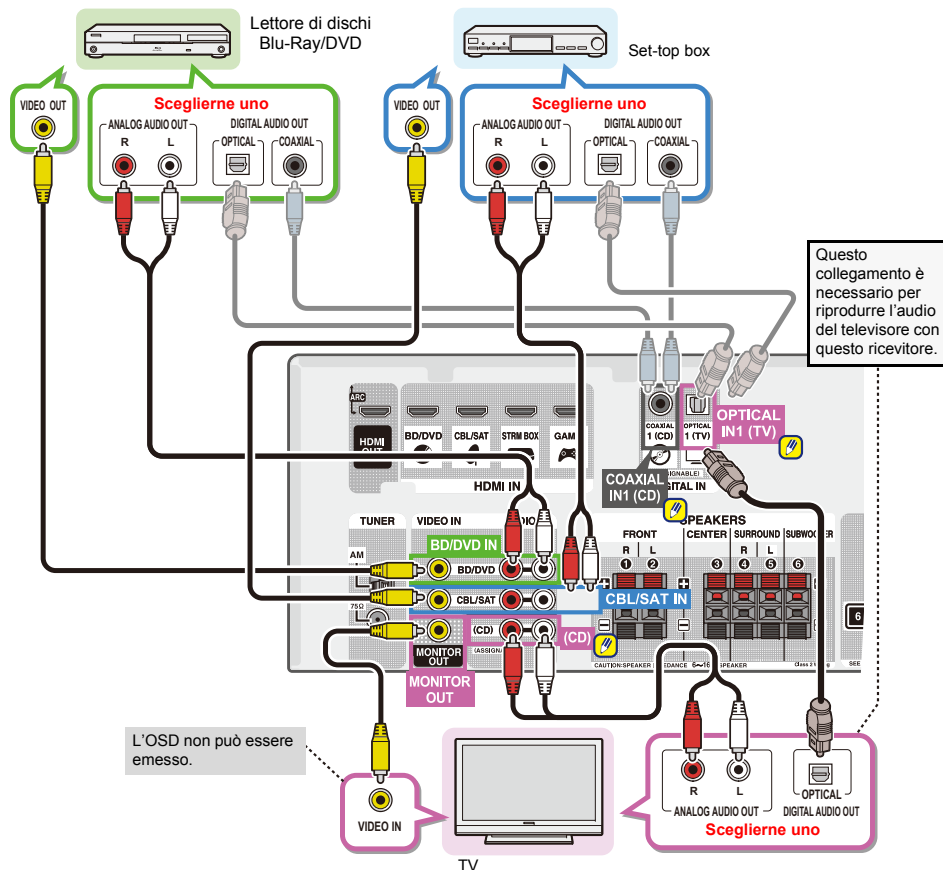 Lettore di dischi
Blu-Ray/DVD
Set-top box
VIDEO OUT
Sceglierne uno
ANALOG AUDIO OUT
DIGITAL AUDIO OUT
R
L
OPTICAL
COAXIAL
VIDEO OUT
Sceglierne uno
ANALOG AUDIO OUT
DIGITAL AUDIO OUT
R
L
OPTICAL
COAXIAL
Questo
collegamento è
necessario per
riprodurre l'audio
del televisore con
questo ricevitore.
ARC
HDMI
OUT
BD/DVD
CBL/SAT
STRM BOX
GAM
HDMI IN
COAXIAL
1 (CD)
OPTICAL
1 (TV)
OPTICAL
IN1 (TV)
COAXIAL
IN1 (CD)
TUNER
VIDEO IN
SPEAKERS
FRONT
CENTER
SURROUND
R
L
R
L
1
2
3
4
5
6
AM
75Ω
BD/DVD IN
BD/DVD
CBL/SAT
CBL/SAT IN
(CD)
(CD)
MONITOR
OUT
MONITOR
OUT
6
SEE
L'OSD non può essere
emesso.
VIDEO IN
TV
R
L
OPTICAL
ANALOG AUDIO OUT
DIGITAL AUDIO OUT
Sceglierne uno